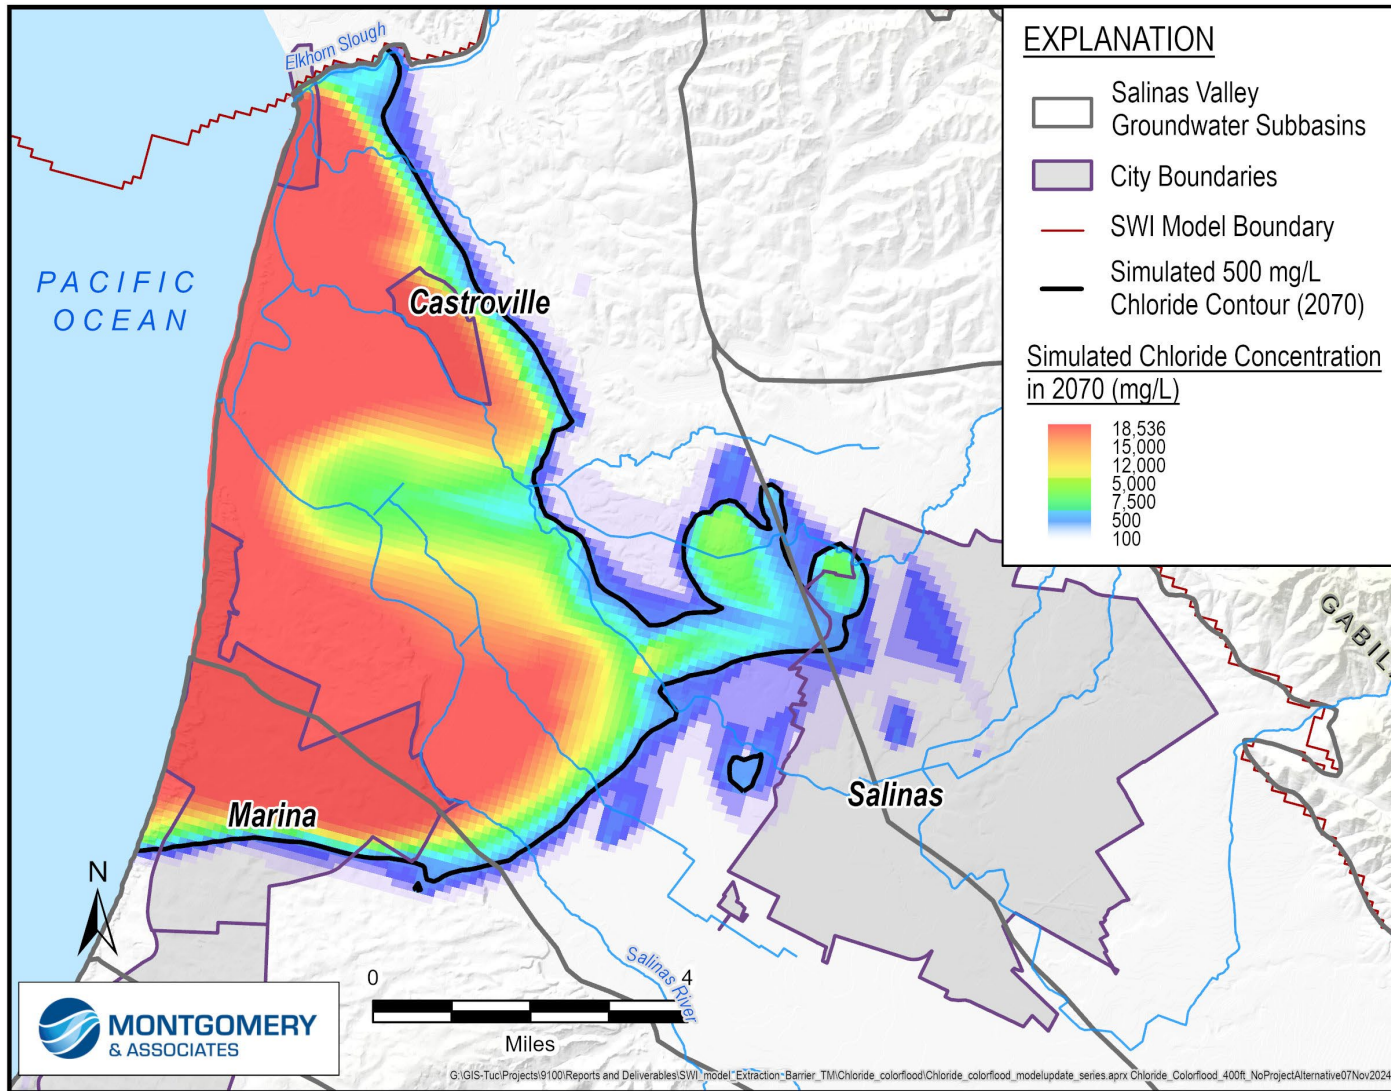 Elkhorn Slough
PACIFIC
OCEAN
Castroville
Marina
Salinas
GABIL
Salinas River
N
0 4
Miles
MONTGOMERY
& ASSOCIATES
EXPLANATION
Salinas Valley
Groundwater Subbasins
City Boundaries
SWI Model Boundary
Simulated 500 mg/L
Chloride Contour (2070)
Simulated Chloride Concentration
in 2070 (mg/L)
18,536
15,000
12,000
5,000
7,500
500
100
G:\GIS-Tuc\Projects\9100\Reports and Deliverables\SWI_model_Extraction_Barrier_TM\Chloride_colorflood\Chloride_colorflood_modelupdate_series.aprx Chloride_Colorflood_400ft_NoProjectAlternative07Nov2024